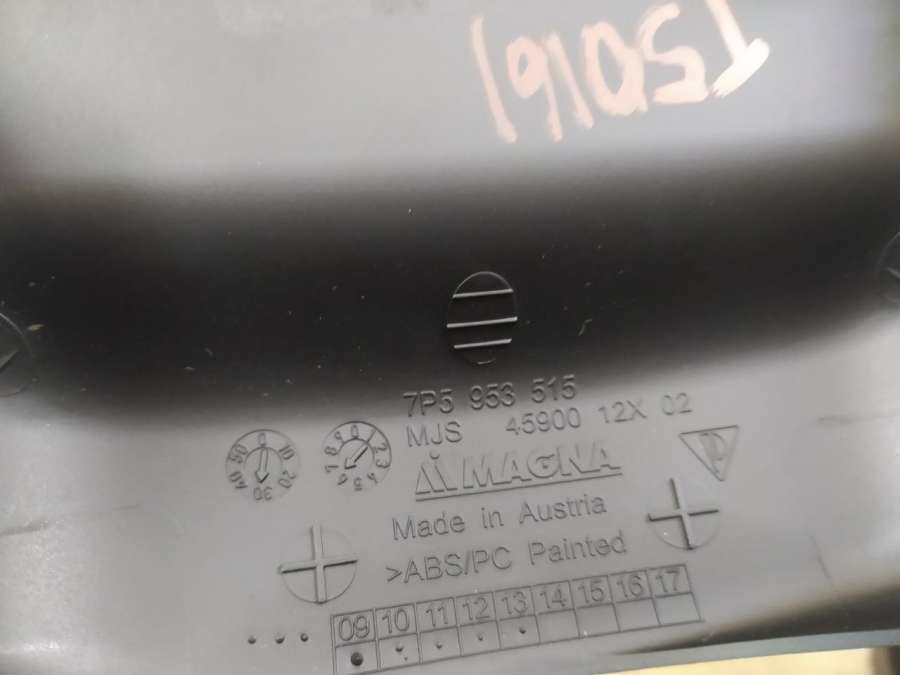 TS0161
7P5 953 515
MJS 45900 12X 02
MAGNA
Made in Austria
>ABS/PC Painted
09 10 11 12 13 14 15 16 17